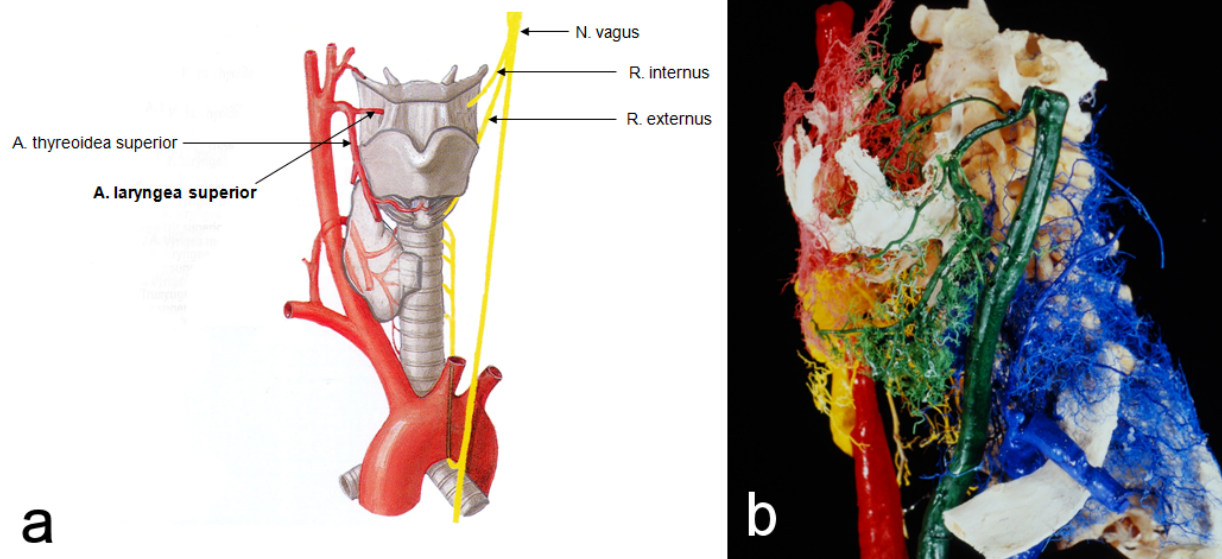 N. vagus
R. internus
R. externus
A. thyreoidea superior
A. laryngea superior
a
b